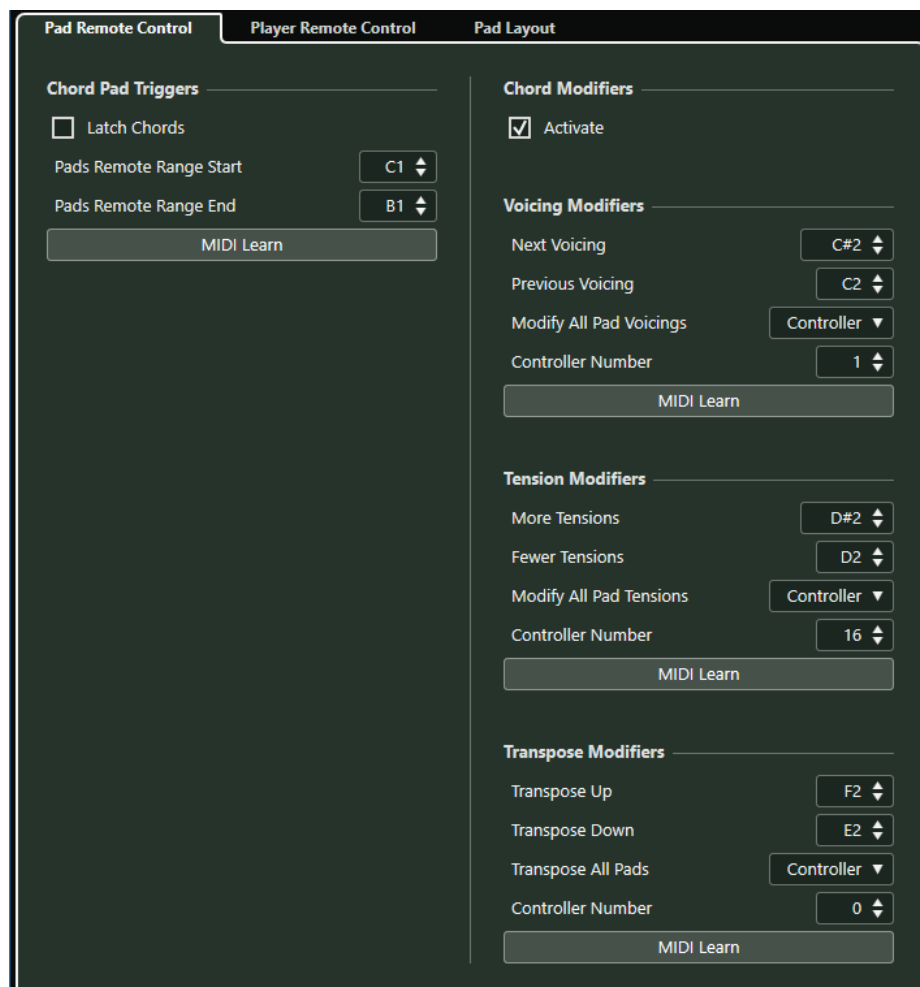 Pad Remote Control
Player Remote Control
Pad Layout
Chord Pad Triggers
Latch Chords
Pads Remote Range Start C1
Pads Remote Range End B1
MIDI Learn
Chord Modifiers
Activate
Voicing Modifiers
Next Voicing C#2
Previous Voicing C2
Modify All Pad Voicings Controller
Controller Number 1
MIDI Learn
Tension Modifiers
More Tensions D#2
Fewer Tensions D2
Modify All Pad Tensions Controller
Controller Number 16
MIDI Learn
Transpose Modifiers
Transpose Up F2
Transpose Down E2
Transpose All Pads Controller
Controller Number 0
MIDI Learn